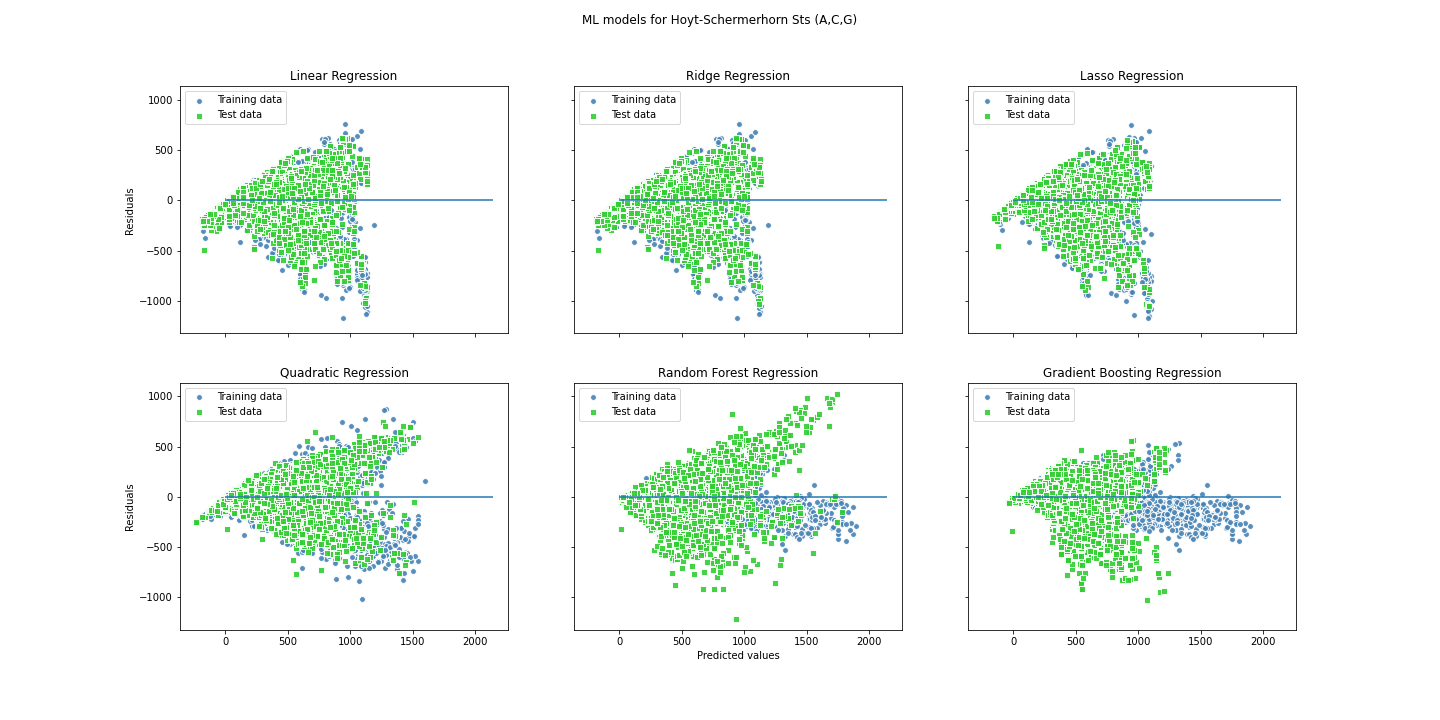 ML models for Hoyt-Schermerhorn Sts (A,C,G)
Linear Regression
Ridge Regression
Lasso Regression
Training data
Test data
Training data
Test data
Training data
Test data
1000
500
0
−500
−1000
Residuals
Quadratic Regression
Random Forest Regression
Gradient Boosting Regression
Training data
Test data
Training data
Test data
Training data
Test data
1000
500
0
−500
−1000
Residuals
0 500 1000 1500 2000
0 500 1000 1500 2000
0 500 1000 1500 2000
Predicted values